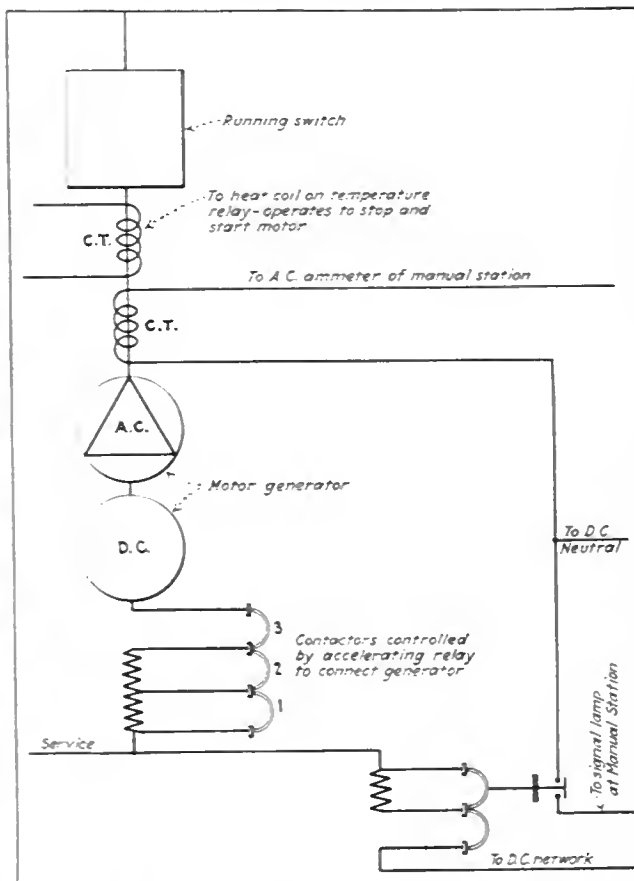 Running switch
To heat coil on temperature
relay-operates to stop and
start motor
C.T.
To A.C. ammeter of manual station
C.T.
A.C.
Motor generator
D.C.
To D.C.
Neutral
3
2
1
Contactors controlled
by accelerating relay
to connect generator
Service
To signal lamp
at Manual Station
To D.C. network